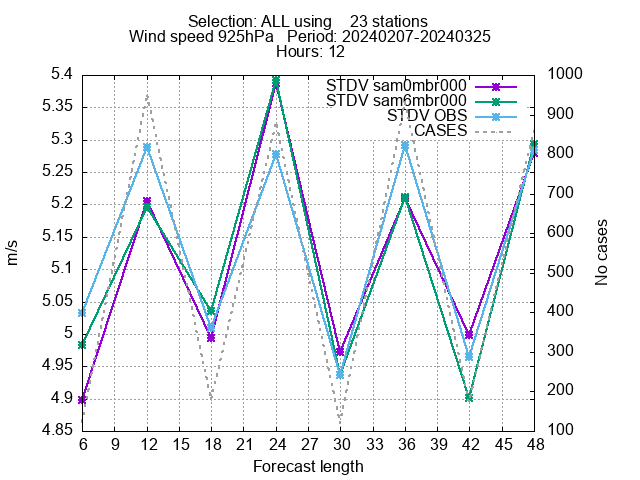 Selection: ALL using 23 stations
Wind speed 925hPa Period: 20240207-20240325
Hours: 12
STDV sam0mbr000
STDV sam6mbr000
STDV OBS
CASES
m/s
5.4
5.35
5.3
5.25
5.2
5.15
5.1
5.05
5
4.95
4.9
4.85
1000
900
800
700
600
500
400
300
200
100
No cases
6 9 12 15 18 21 24 27 30 33 36 39 42 45 48
Forecast length